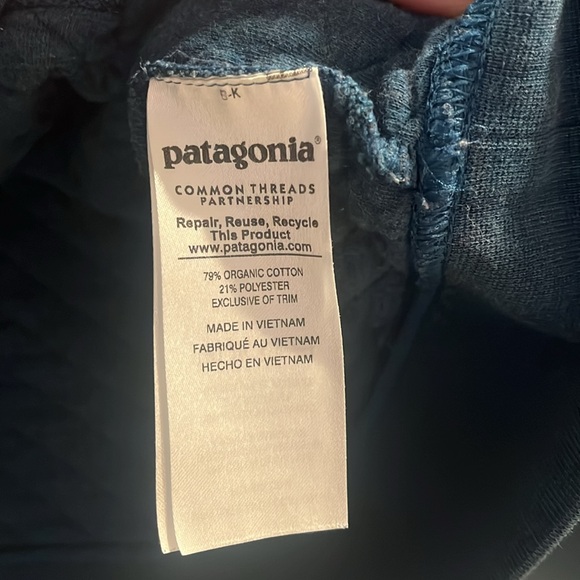 patagonia®
COMMON THREADS
PARTNERSHIP
Repair, Reuse, Recycle
This Product
www.patagonia.com
79% ORGANIC COTTON
21% POLYESTER
EXCLUSIVE OF TRIM
MADE IN VIETNAM
FABRIQUÉ AU VIETNAM
HECHO EN VIETNAM